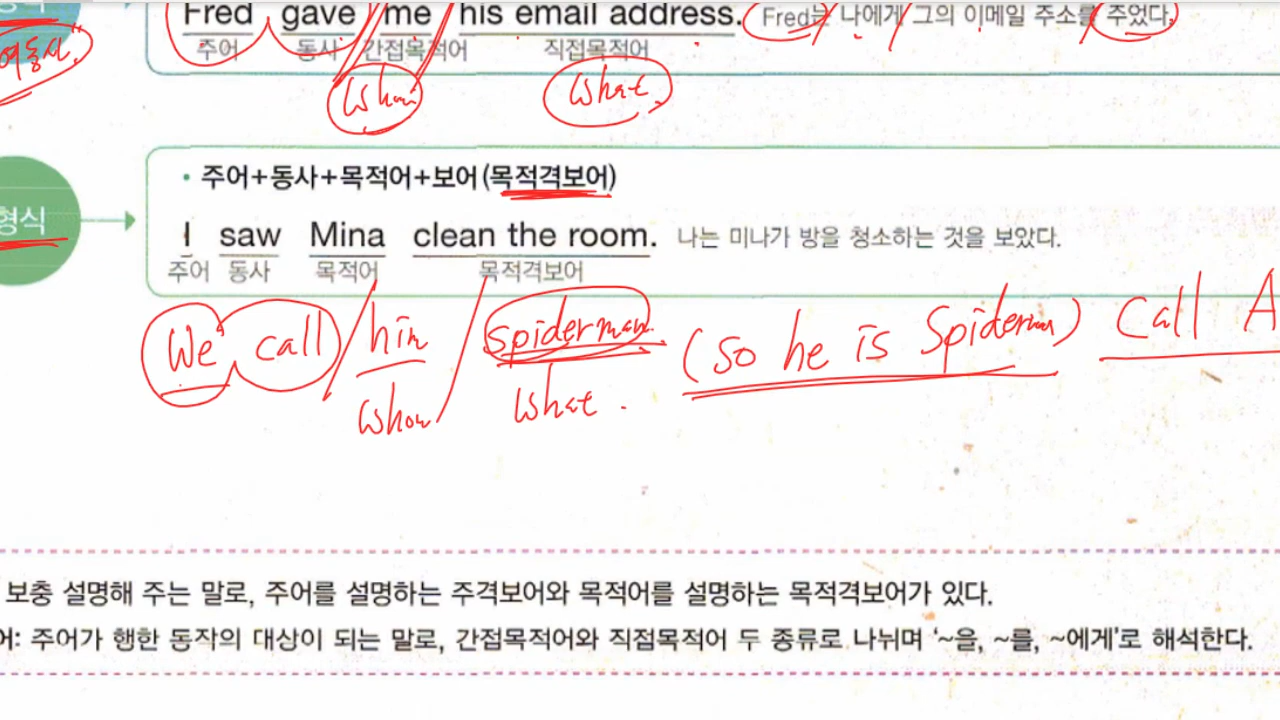 Fred gave me his email address. Fred는 나에게 그의 이메일 주소를 주었다.
주어 동사 간접목적어 직접목적어
여동사
whom what
• 주어+동사+목적어+보어(목적격보어)
형식
I saw Mina clean the room. 나는 미나가 방을 청소하는 것을 보았다.
주어 동사 목적어 목적격보어
We call / him / spiderman. (so he is Spiderman) call A
whom what.
보충 설명해 주는 말로, 주어를 설명하는 주격보어와 목적어를 설명하는 목적격보어가 있다.
어: 주어가 행한 동작의 대상이 되는 말로, 간접목적어와 직접목적어 두 종류로 나뉘며 '~을, ~를, ~에게'로 해석한다.